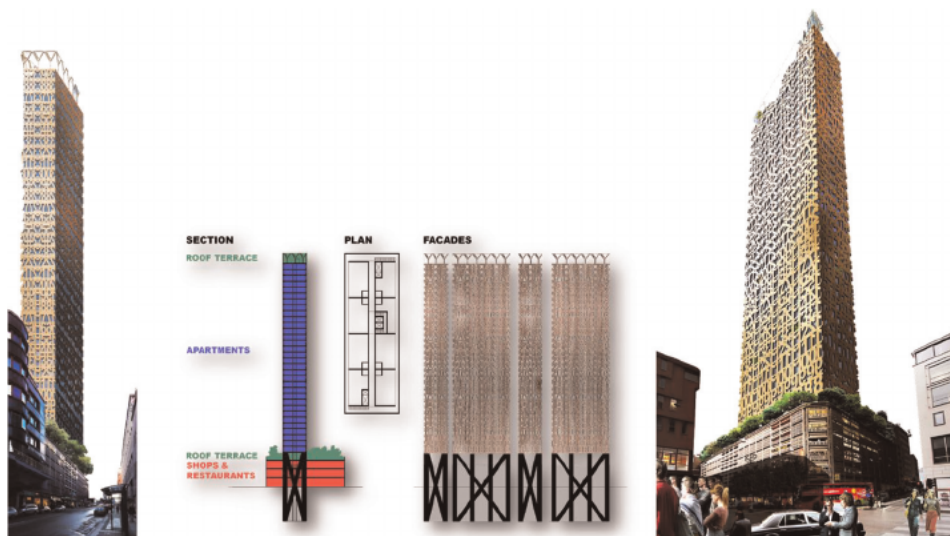 SECTION
PLAN
FACADES
ROOF TERRACE
APARTMENTS
ROOF TERRACE
SHOPS &
RESTAURANTS